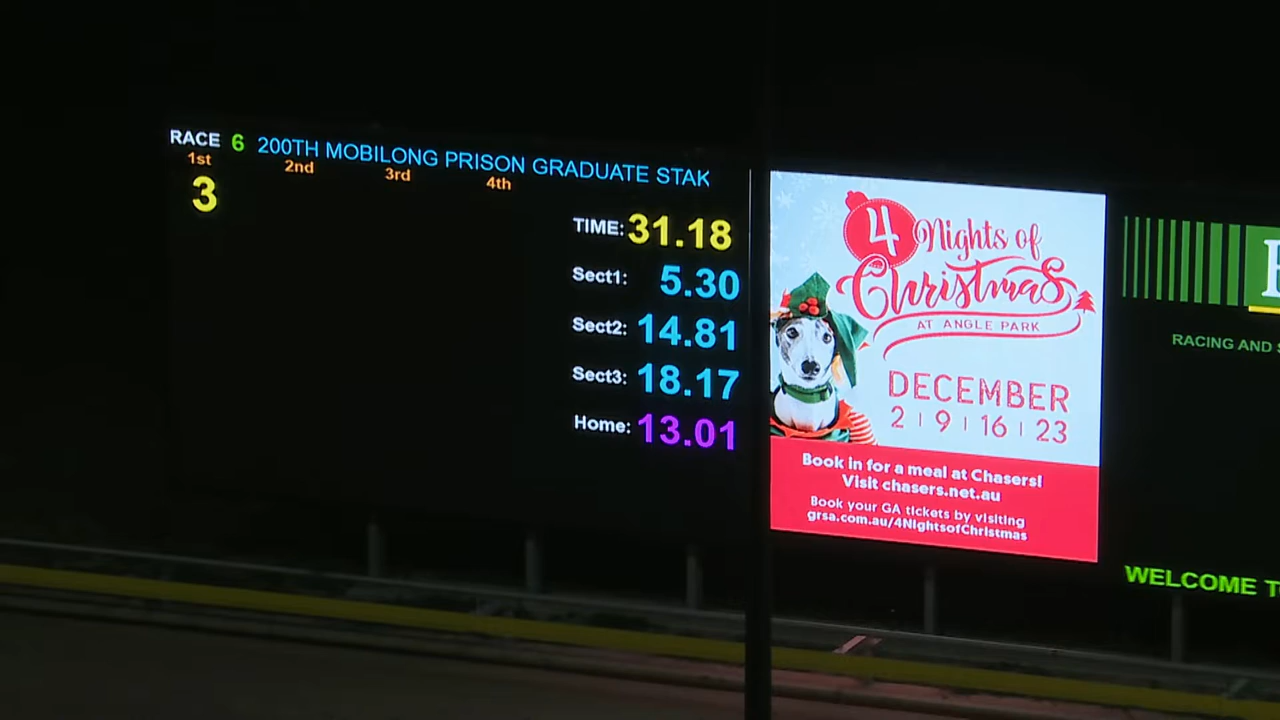 RACE 6 200TH MOBILONG PRISON GRADUATE STAK
1st 2nd 3rd 4th
3
TIME: 31.18
Sect1: 5.30
Sect2: 14.81
Sect3: 18.17
Home: 13.01
4 Nights of
Christmas
AT ANGLE PARK
DECEMBER
2 | 9 | 16 | 23
Book in for a meal at Chasers!
Visit chasers.net.au
Book your GA tickets by visiting
grsa.com.au/4NightsofChristmas
RACING AND
WELCOME